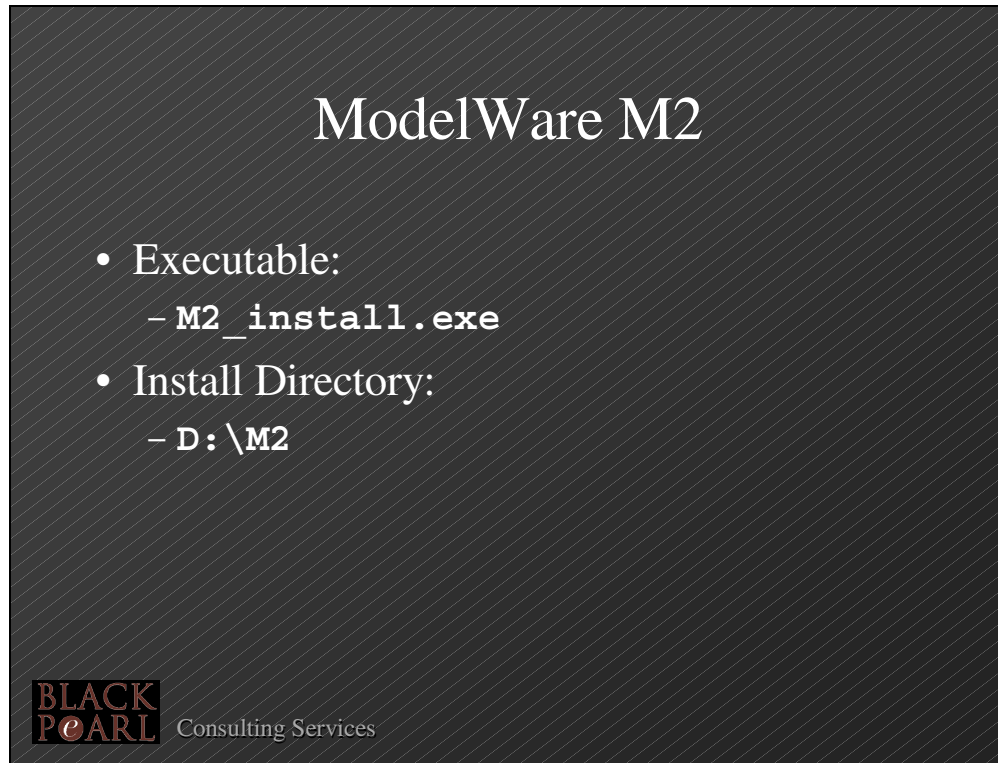 ModelWare M2
• Executable:
– M2_install.exe
• Install Directory:
– D:\M2
BLACK
PeARL
Consulting Services